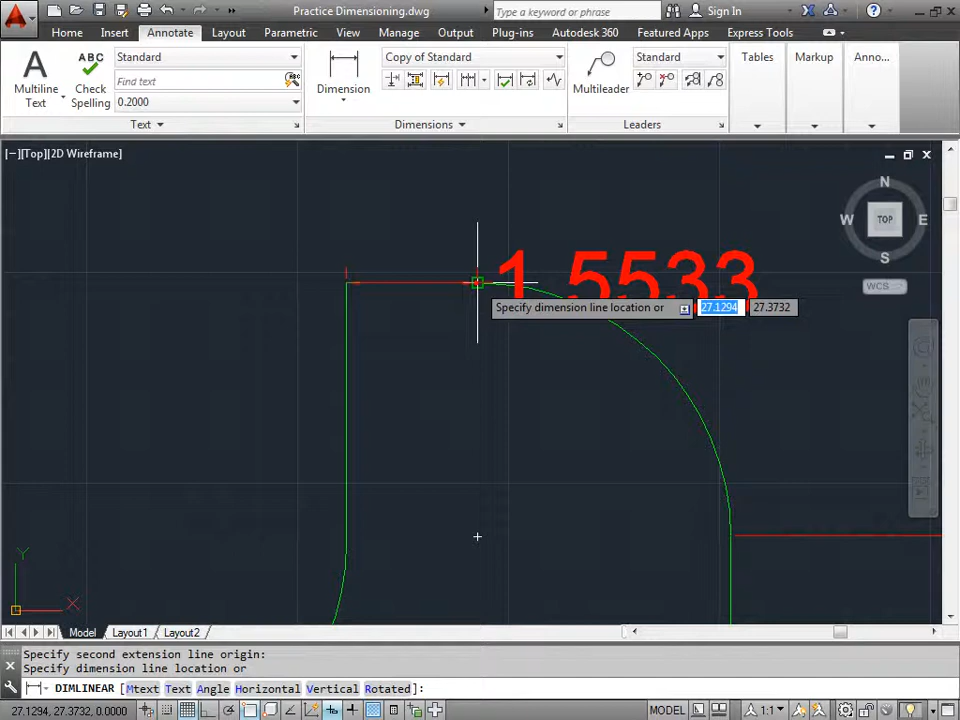 Practice Dimensioning.dwg
Type a keyword or phrase
Sign In
Home Insert Annotate Layout Parametric View Manage Output Plug-ins Autodesk 360 Featured Apps Express Tools
A ABC Standard Copy of Standard Standard Tables Markup Anno...
Find text
Multiline Text
Check Spelling
0.2000
Dimension
Multileader
Text Dimensions Leaders
[−][Top][2D Wireframe]
N
W TOP E
S
WCS
1.5533
Specify dimension line location or 27.1294 27.3732
Y
X
Model Layout1 Layout2
Specify second extension line origin:
Specify dimension line location or
DIMLINEAR [Mtext Text Angle Horizontal Vertical Rotated]:
27.1294, 27.3732, 0.0000 MODEL 1:1